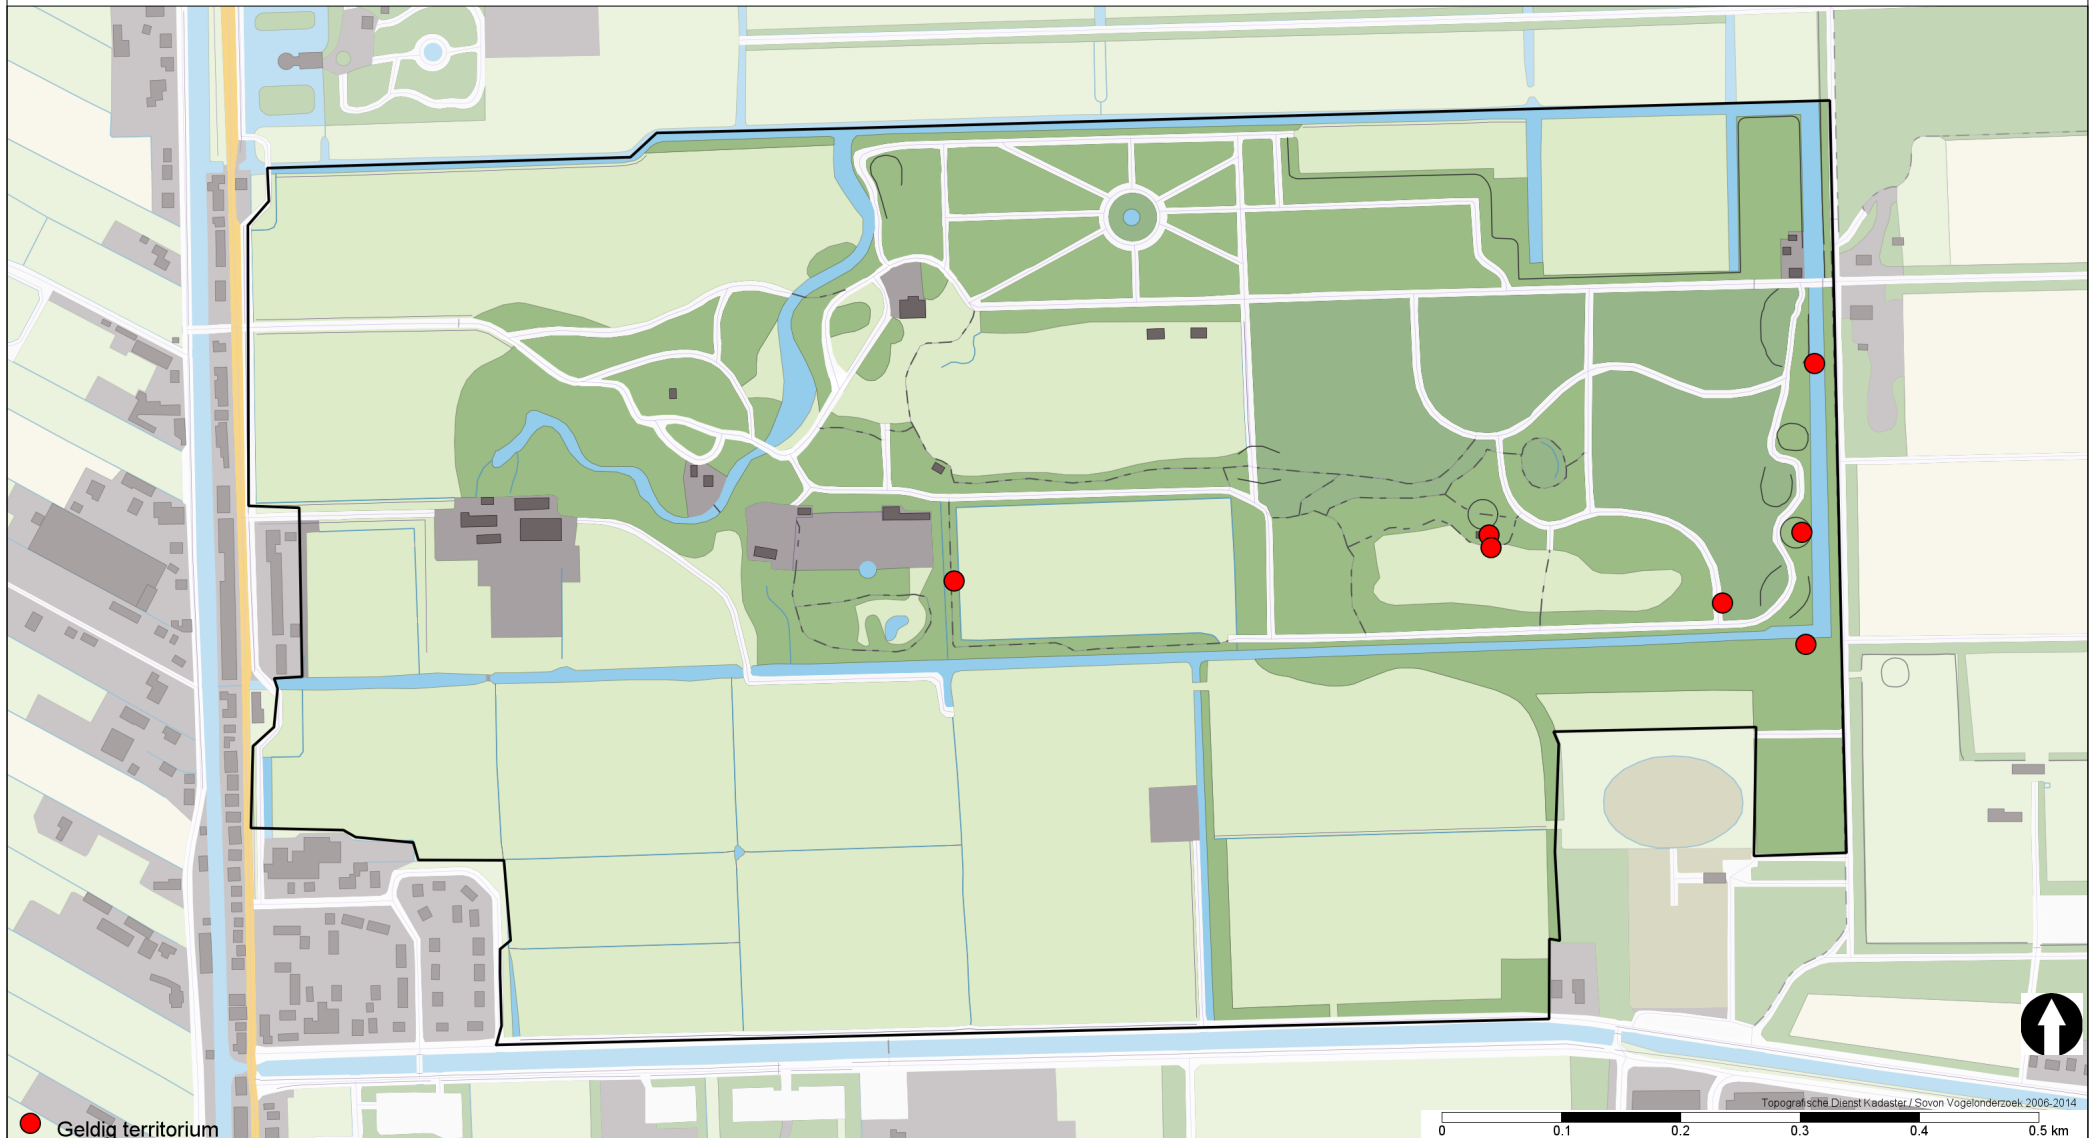 Topografische Dienst Kadaster / Sovon Vogelonderzoek 2006-2014
Geldig territorium
0 0.1 0.2 0.3 0.4 0.5 km